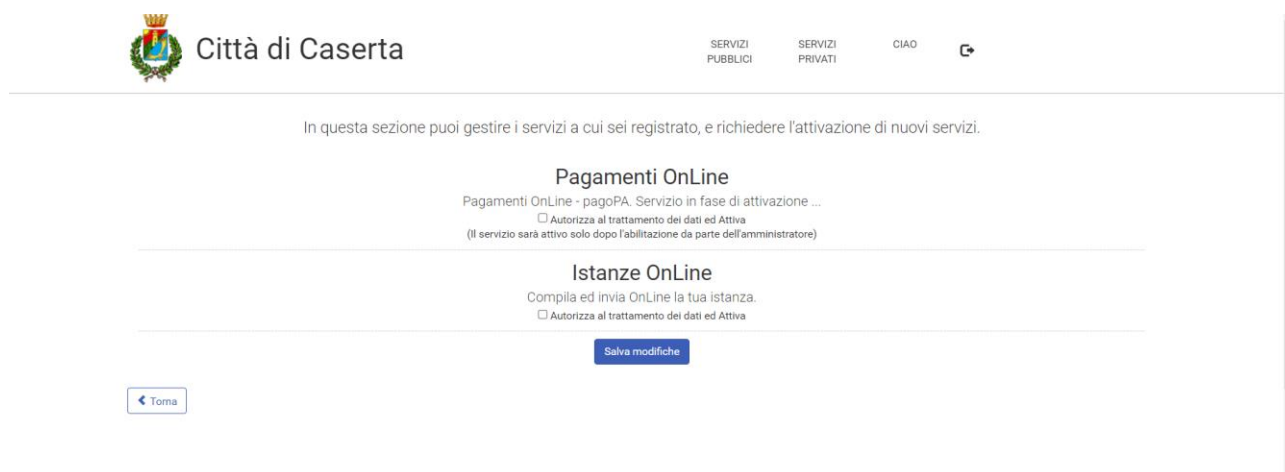 Città di Caserta
SERVIZI
PUBBLICI
SERVIZI
PRIVATI
CIAO
In questa sezione puoi gestire i servizi a cui sei registrato, e richiedere l'attivazione di nuovi servizi.
Pagamenti OnLine
Pagamenti OnLine - pagoPA. Servizio in fase di attivazione ...
Autorizza al trattamento dei dati ed Attiva
(Il servizio sarà attivo solo dopo l'abilitazione da parte dell'amministratore)
Istanze OnLine
Compila ed invia OnLine la tua istanza.
Autorizza al trattamento dei dati ed Attiva
Salva modifiche
Torna